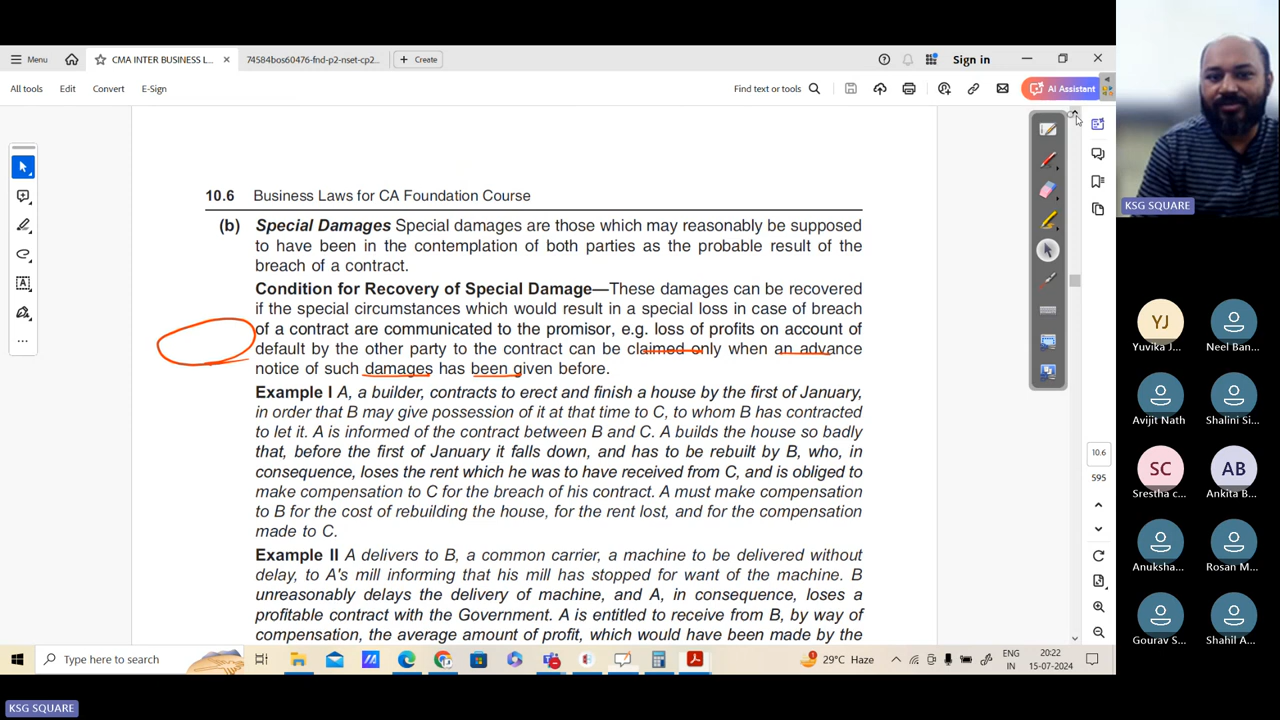 Menu
CMA INTER BUSINESS L...
74584bos60476-fnd-p2-nset-cp2...
Create
Sign in
All tools
Edit
Convert
E-Sign
Find text or tools
AI Assistant
10.6 Business Laws for CA Foundation Course
(b) Special Damages Special damages are those which may reasonably be supposed
to have been in the contemplation of both parties as the probable result of the
breach of a contract.
Condition for Recovery of Special Damage—These damages can be recovered
if the special circumstances which would result in a special loss in case of breach
of a contract are communicated to the promisor, e.g. loss of profits on account of
default by the other party to the contract can be claimed only when an advance
notice of such damages has been given before.
Example I A, a builder, contracts to erect and finish a house by the first of January,
in order that B may give possession of it at that time to C, to whom B has contracted
to let it. A is informed of the contract between B and C. A builds the house so badly
that, before the first of January it falls down, and has to be rebuilt by B, who, in
consequence, loses the rent which he was to have received from C, and is obliged to
make compensation to C for the breach of his contract. A must make compensation
to B for the cost of rebuilding the house, for the rent lost, and for the compensation
made to C.
Example II A delivers to B, a common carrier, a machine to be delivered without
delay, to A's mill informing that his mill has stopped for want of the machine. B
unreasonably delays the delivery of machine, and A, in consequence, loses a
profitable contract with the Government. A is entitled to receive from B, by way of
compensation, the average amount of profit, which would have been made by the
10.6
595
KSG SQUARE
YJ
Yuvika J...
Neel Ban...
Avijit Nath
Shalini Si...
SC
Srestha c...
AB
Ankita B...
Anuksha...
Rosan M...
Gourav S...
Shahil A...
Type here to search
29°C Haze
ENG
IN
20:22
15-07-2024
KSG SQUARE